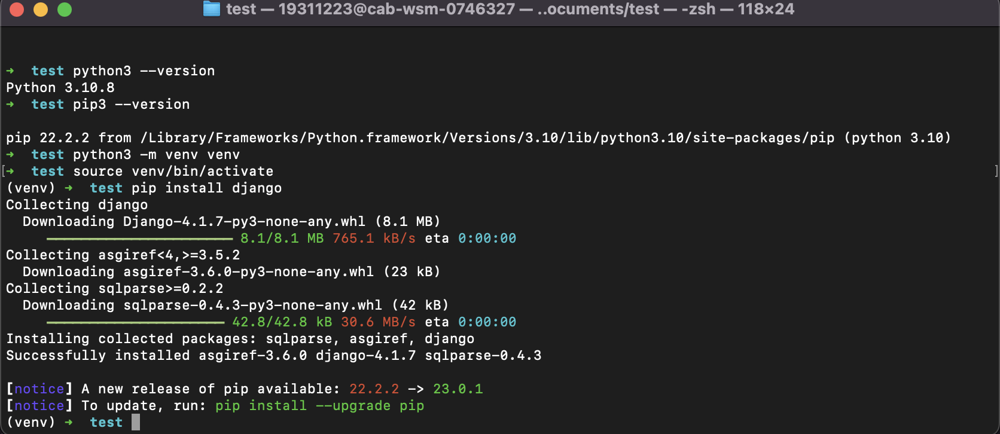 test — 19311223@cab-wsm-0746327 — ..ocuments/test — -zsh — 118×24
➜  test python3 --version
Python 3.10.8
➜  test pip3 --version
pip 22.2.2 from /Library/Frameworks/Python.framework/Versions/3.10/lib/python3.10/site-packages/pip (python 3.10)
➜  test python3 -m venv venv
[➜  test source venv/bin/activate ]
(venv) ➜  test pip install django
Collecting django
  Downloading Django-4.1.7-py3-none-any.whl (8.1 MB)
     ━━━━━━━━━━━━━━━━━━━━━━ 8.1/8.1 MB 765.1 kB/s eta 0:00:00
Collecting asgiref<4,>=3.5.2
  Downloading asgiref-3.6.0-py3-none-any.whl (23 kB)
Collecting sqlparse>=0.2.2
  Downloading sqlparse-0.4.3-py3-none-any.whl (42 kB)
     ━━━━━━━━━━━━━━━━━━━━━ 42.8/42.8 kB 30.6 MB/s eta 0:00:00
Installing collected packages: sqlparse, asgiref, django
Successfully installed asgiref-3.6.0 django-4.1.7 sqlparse-0.4.3
[notice] A new release of pip available: 22.2.2 -> 23.0.1
[notice] To update, run: pip install --upgrade pip
(venv) ➜  test